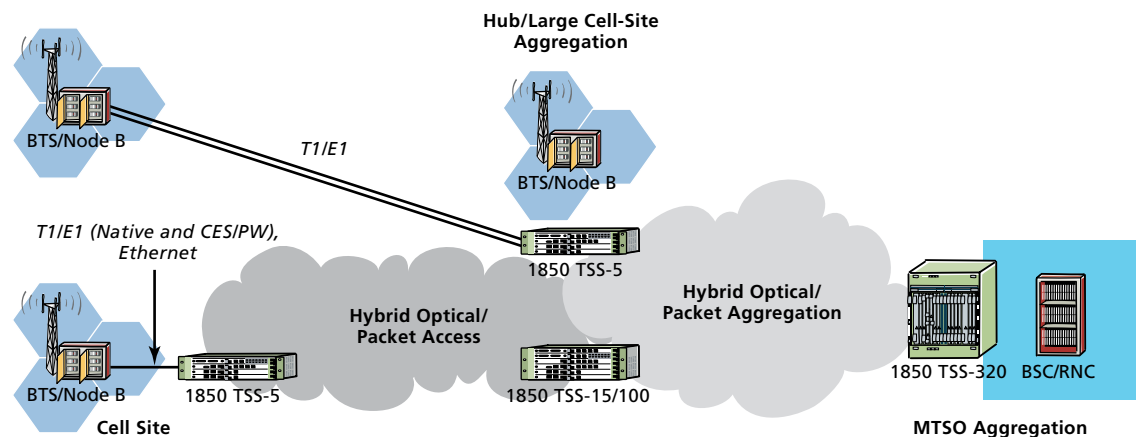 Hub/Large Cell-Site
Aggregation
BTS/Node B
T1/E1
BTS/Node B
T1/E1 (Native and CES/PW),
Ethernet
1850 TSS-5
Hybrid Optical/
Packet Access
Hybrid Optical/
Packet Aggregation
BTS/Node B
1850 TSS-5
1850 TSS-15/100
1850 TSS-320
BSC/RNC
Cell Site
MTSO Aggregation